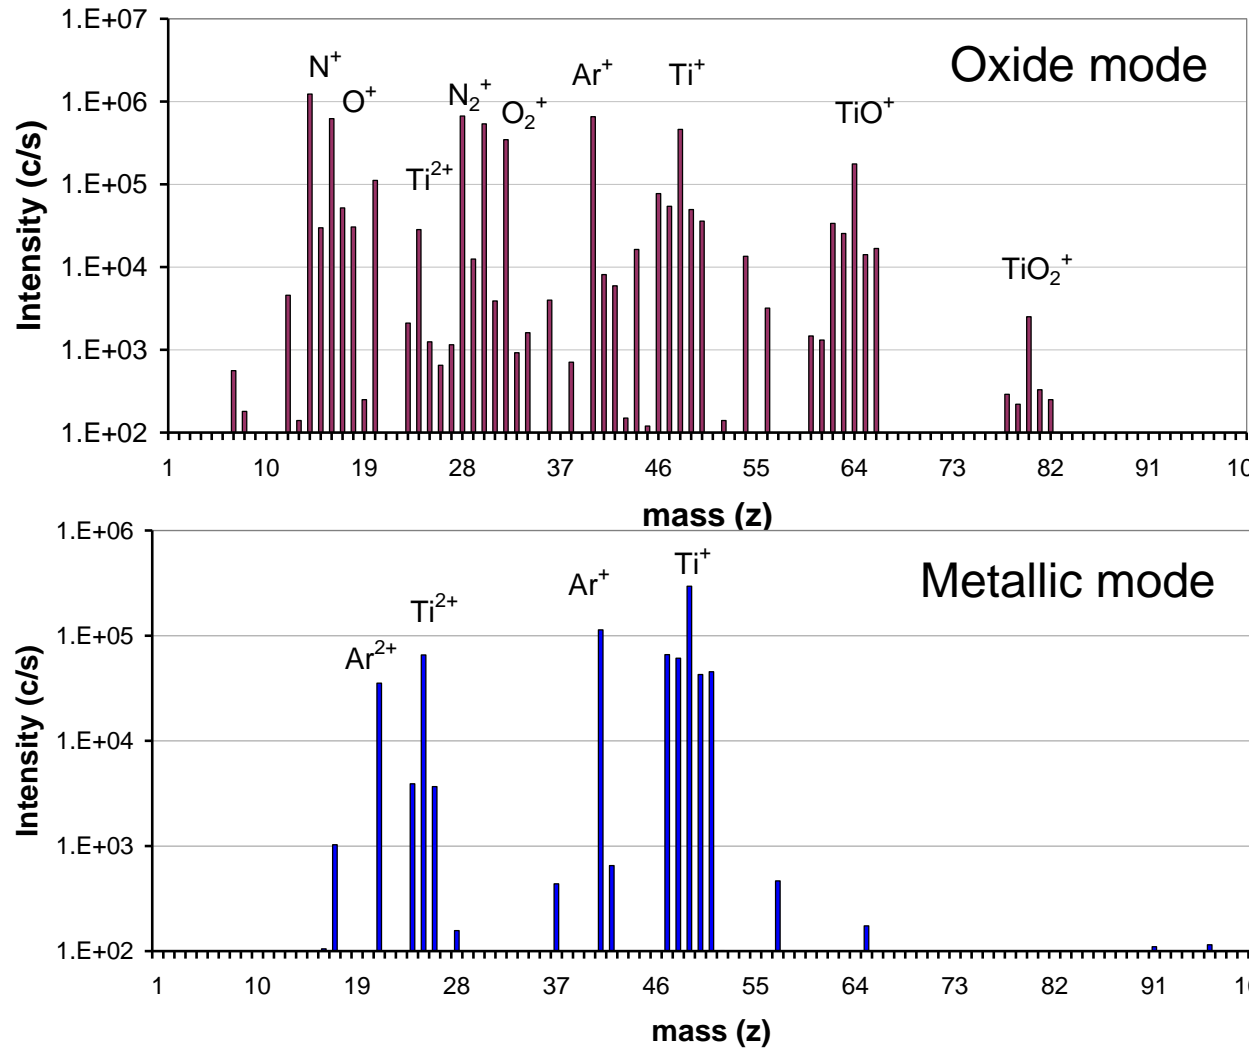 1.E+07
1.E+06
1.E+05
1.E+04
1.E+03
1.E+02
Intensity (c/s)
Oxide mode
N+
O+
Ti2+
N2+
O2+
Ar+
Ti+
TiO+
TiO2+
1 10 19 28 37 46 55 64 73 82 91 10
mass (z)
1.E+06
1.E+05
1.E+04
1.E+03
1.E+02
Intensity (c/s)
Metallic mode
Ar2+
Ti2+
Ar+
Ti+
1 10 19 28 37 46 55 64 73 82 91 10
mass (z)